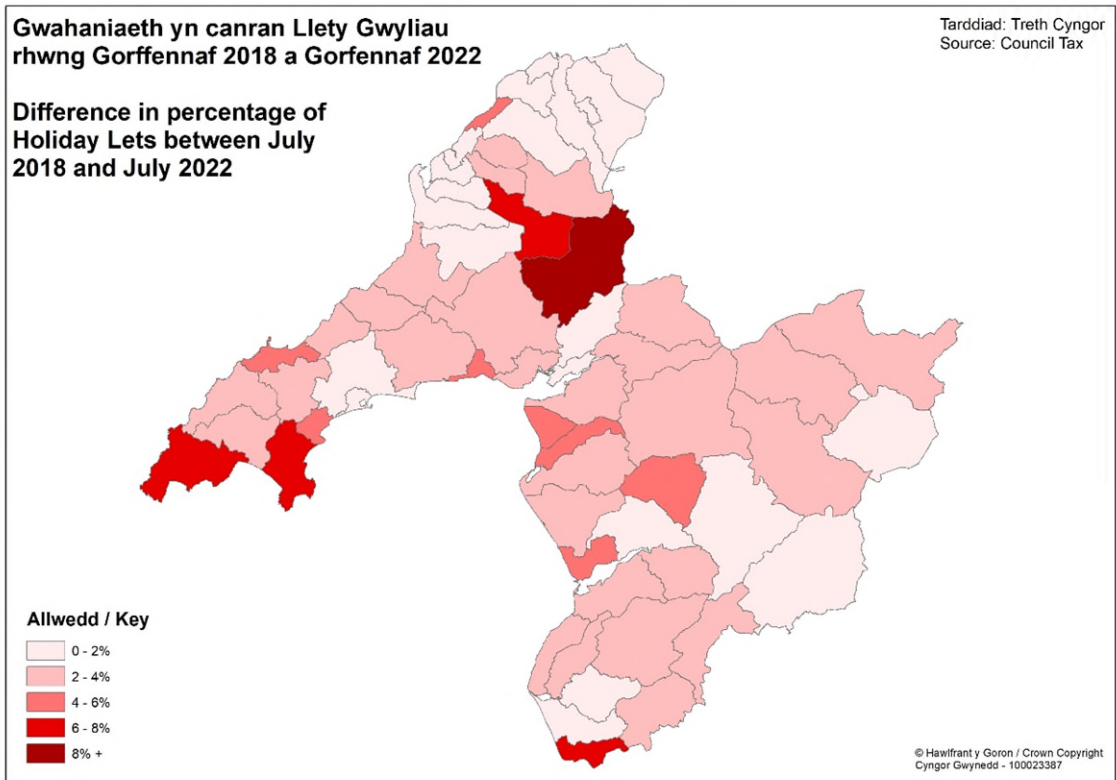 Gwahaniaeth yn canran Llety Gwyliau
rhwng Gorffennaf 2018 a Gorfennaf 2022
Difference in percentage of
Holiday Lets between July
2018 and July 2022
Tarddiad: Treth Cyngor
Source: Council Tax
Allwedd / Key
0 - 2%
2 - 4%
4 - 6%
6 - 8%
8% +
© Hawlfrant y Goron / Crown Copyright
Cyngor Gwynedd - 100023387